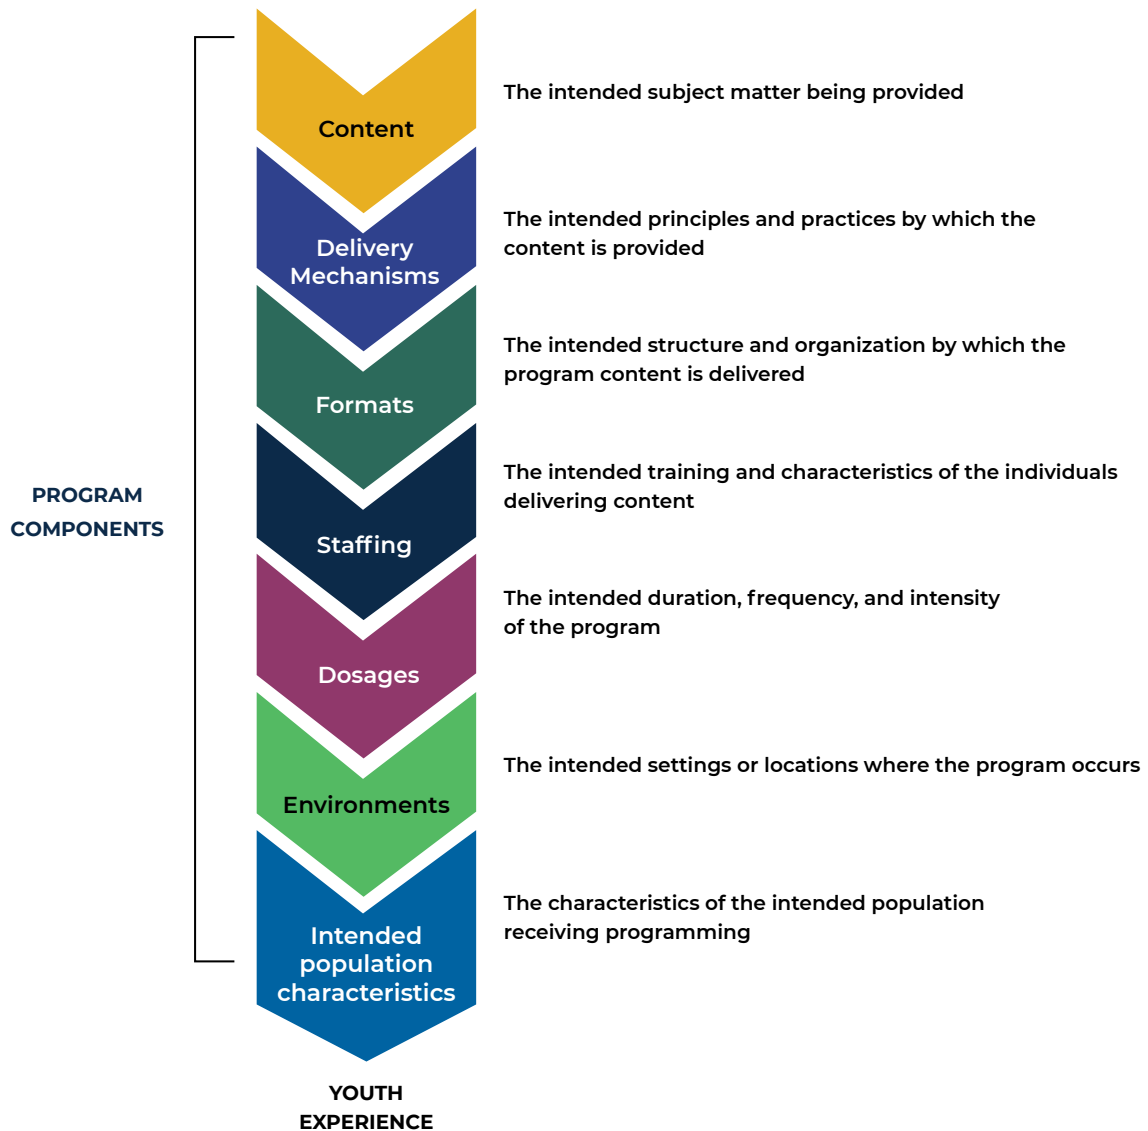 Content
The intended subject matter being provided
Delivery
Mechanisms
The intended principles and practices by which the
content is provided
Formats
The intended structure and organization by which the
program content is delivered
PROGRAM
COMPONENTS
Staffing
The intended training and characteristics of the individuals
delivering content
Dosages
The intended duration, frequency, and intensity
of the program
Environments
The intended settings or locations where the program occurs
Intended
population
characteristics
The characteristics of the intended population
receiving programming
YOUTH
EXPERIENCE